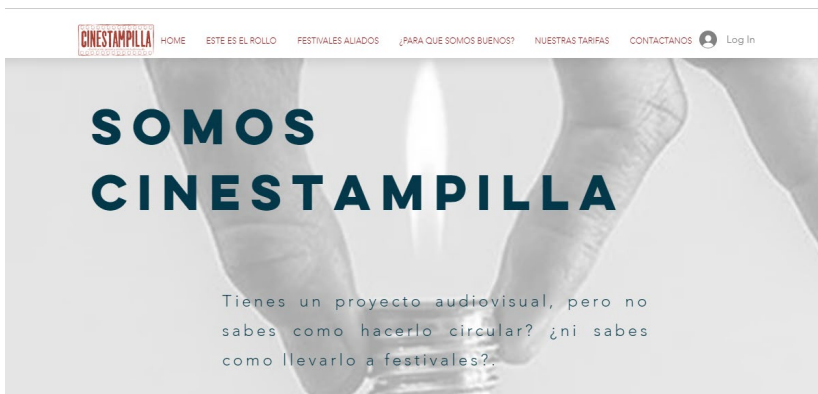 CINESTAMPILLA HOME ESTE ES EL ROLLO FESTIVALES ALIADOS ¿PARA QUE SOMOS BUENOS? NUESTRAS TARIFAS CONTACTANOS Log In
SOMOS
CINESTAMPILLA
Tienes un proyecto audiovisual, pero no
sabes como hacerlo circular? ¿ni sabes
como llevarlo a festivales?.